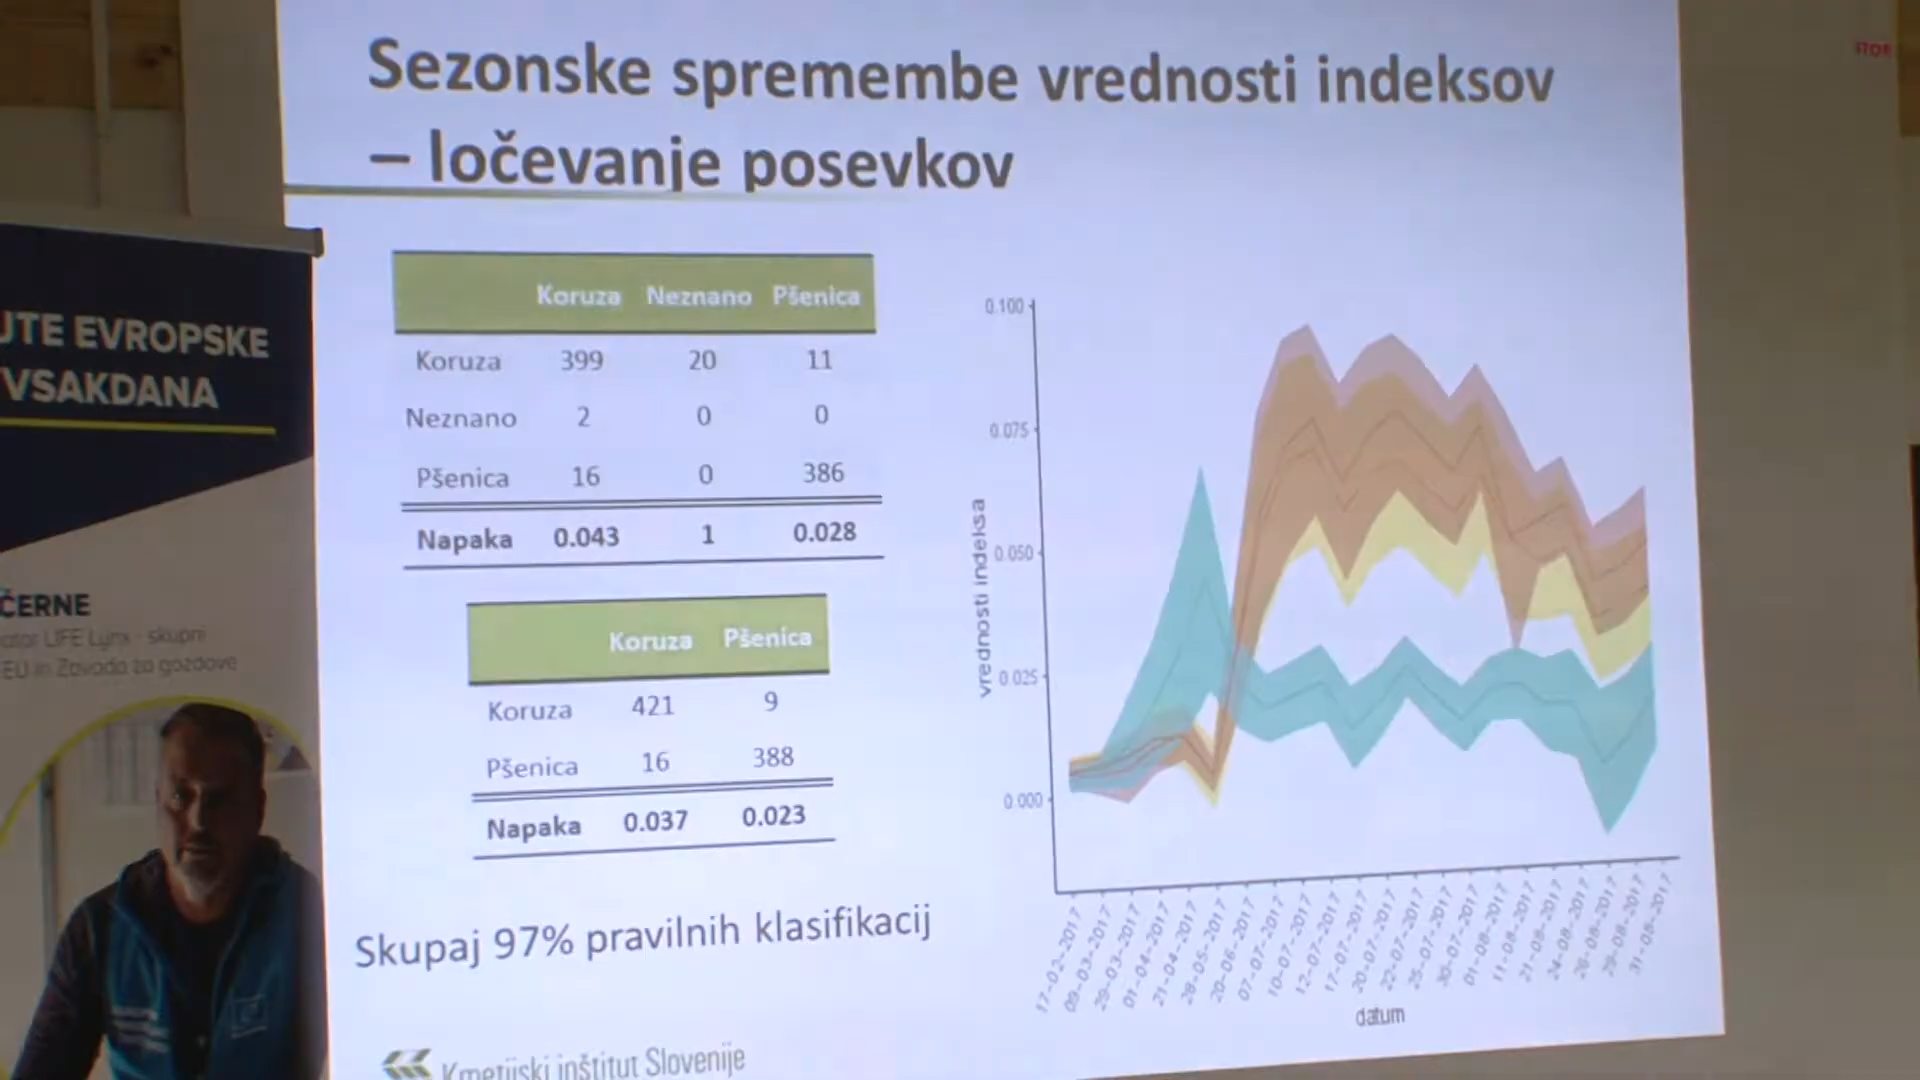 Sezonske spremembe vrednosti indeksov
– ločevanje posevkov
Koruza Neznano Pšenica
Koruza 399 20 11
Neznano 2 0 0
Pšenica 16 0 386
Napaka 0.043 1 0.028
Koruza Pšenica
Koruza 421 9
Pšenica 16 388
Napaka 0.037 0.023
Skupaj 97% pravilnih klasifikacij
Kmetijski inštitut Slovenije
vrednosti indeksa
0.100
0.075
0.050
0.025
0.000
17-02-2017
09-03-2017
29-03-2017
01-04-2017
21-04-2017
28-05-2017
20-06-2017
07-07-2017
10-07-2017
12-07-2017
17-07-2017
20-07-2017
22-07-2017
25-07-2017
30-07-2017
01-08-2017
11-08-2017
21-08-2017
24-08-2017
26-08-2017
29-08-2017
31-08-2017
datum
EVROPSKE
VSAKDANA
ČERNE
LIFE Lynx - skupni
EU in Zavoda za gozdove